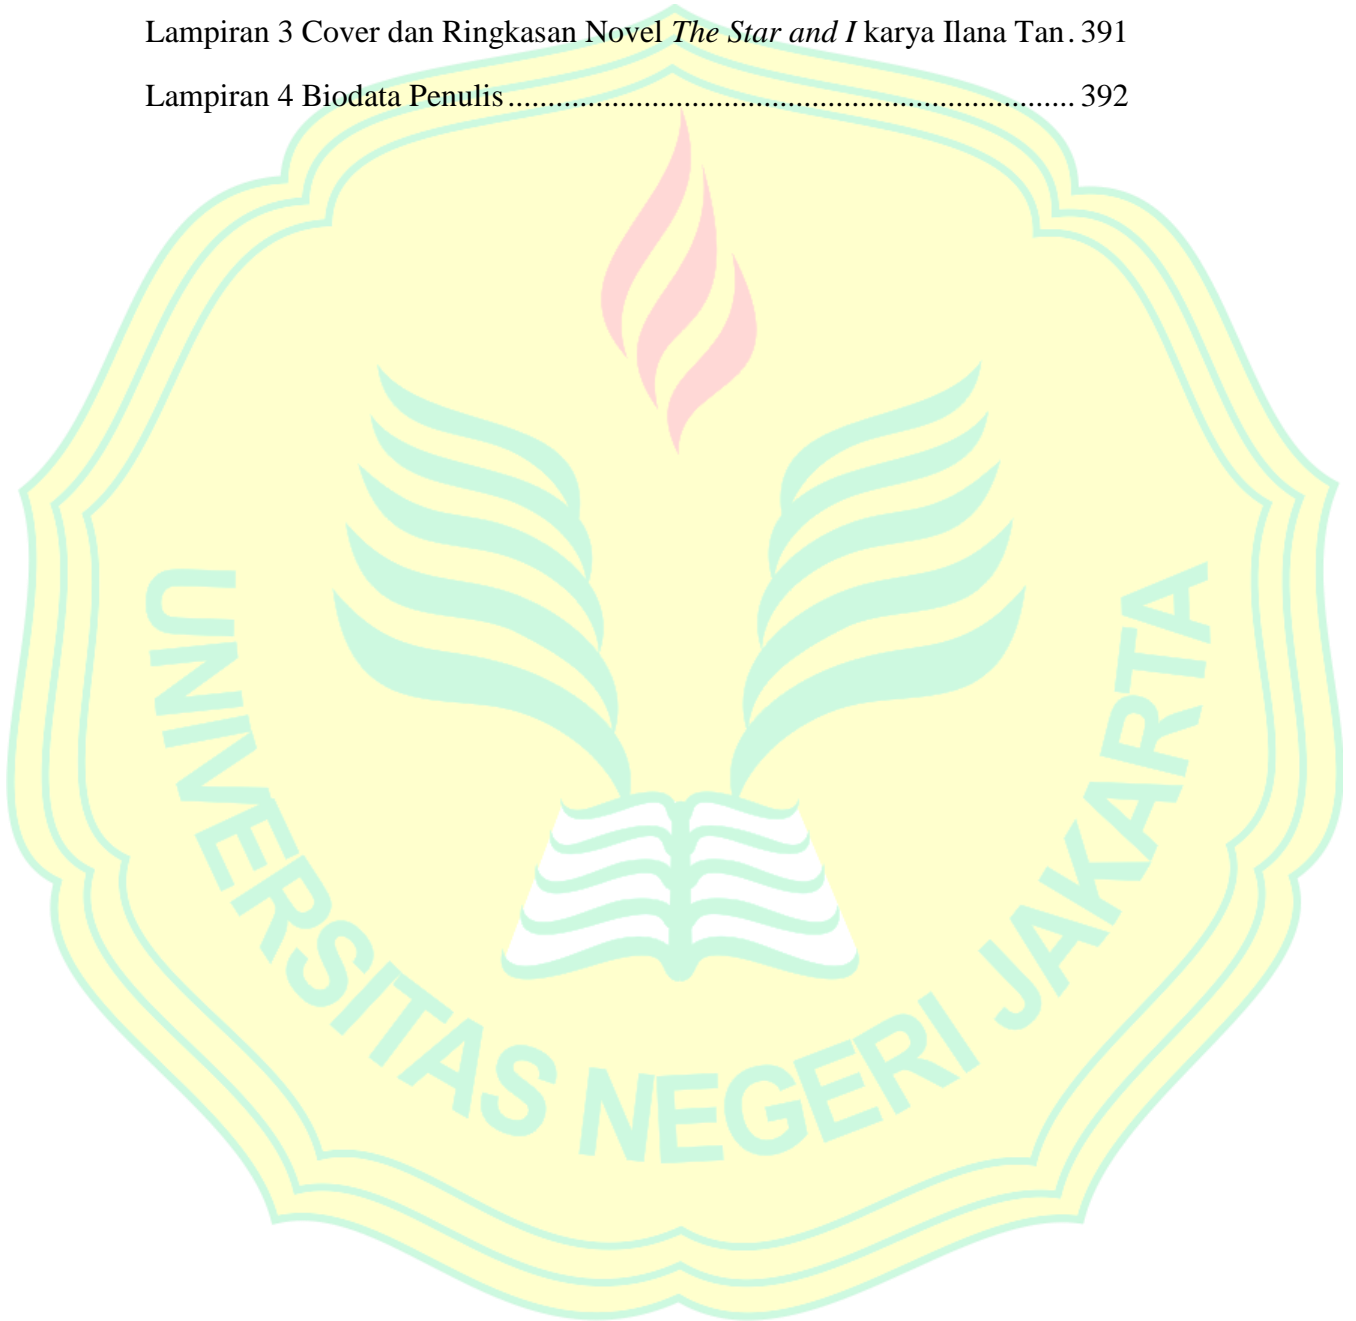 Lampiran 3 Cover dan Ringkasan Novel The Star and I karya Ilana Tan. 391
Lampiran 4 Biodata Penulis ...................................................................... 392
UNIVERSITAS NEGERI JAKARTA